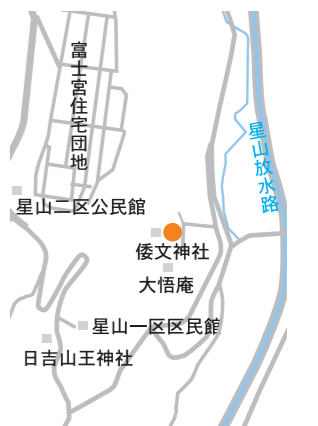 富士宮住宅団地
星山放水路
星山二区公民館
倭文神社
大悟庵
星山一区区民館
日吉山王神社